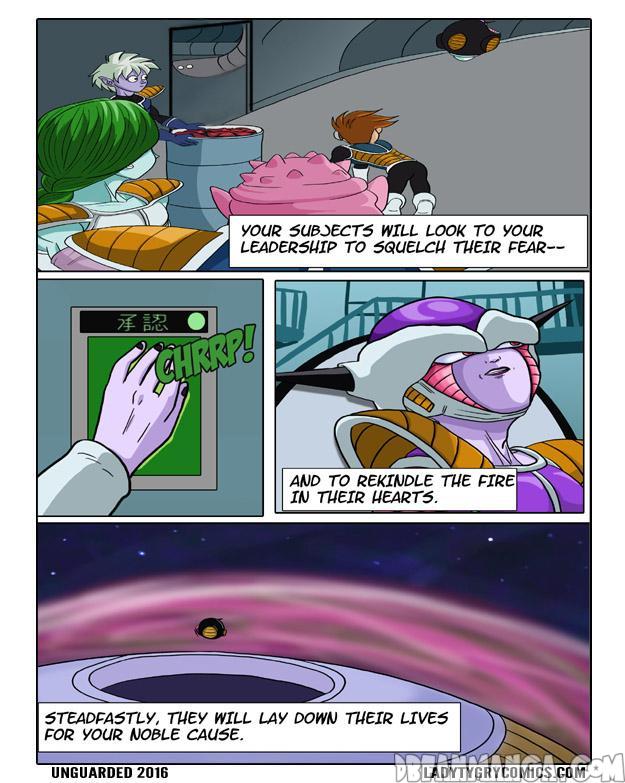 YOUR SUBJECTS WILL LOOK TO YOUR
LEADERSHIP TO SQUELCH THEIR FEAR--
承認
CHRRP!
AND TO REKINDLE THE FIRE
IN THEIR HEARTS.
STEADFASTLY, THEY WILL LAY DOWN THEIR LIVES
FOR YOUR NOBLE CAUSE.
UNGUARDED 2016
LADYTYGRYCOMICS.COM
DBFANMANGA.COM